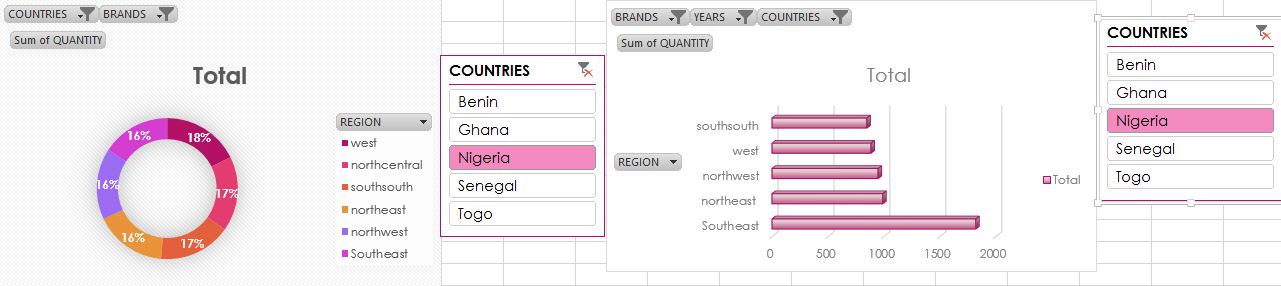 COUNTRIES BRANDS
Sum of QUANTITY
Total
16%
18%
16%
17%
16%
17%
REGION
west
northcentral
southsouth
northeast
northwest
Southeast
COUNTRIES
Benin
Ghana
Nigeria
Senegal
Togo
BRANDS YEARS COUNTRIES
Sum of QUANTITY
Total
REGION
southsouth
west
northwest
northeast
Southeast
0 500 1000 1500 2000
Total
COUNTRIES
Benin
Ghana
Nigeria
Senegal
Togo